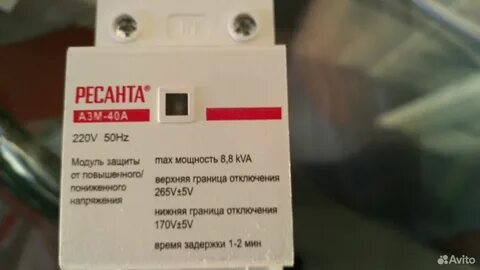 РЕСАНТА®
АЗМ-40А
220V 50Hz
Модуль защиты
от повышенного/
пониженного
напряжения
max мощность 8,8 kVA
верхняя граница отключения
265V±5V
нижняя граница отключения
170V±5V
время задержки 1-2 мин
Avito